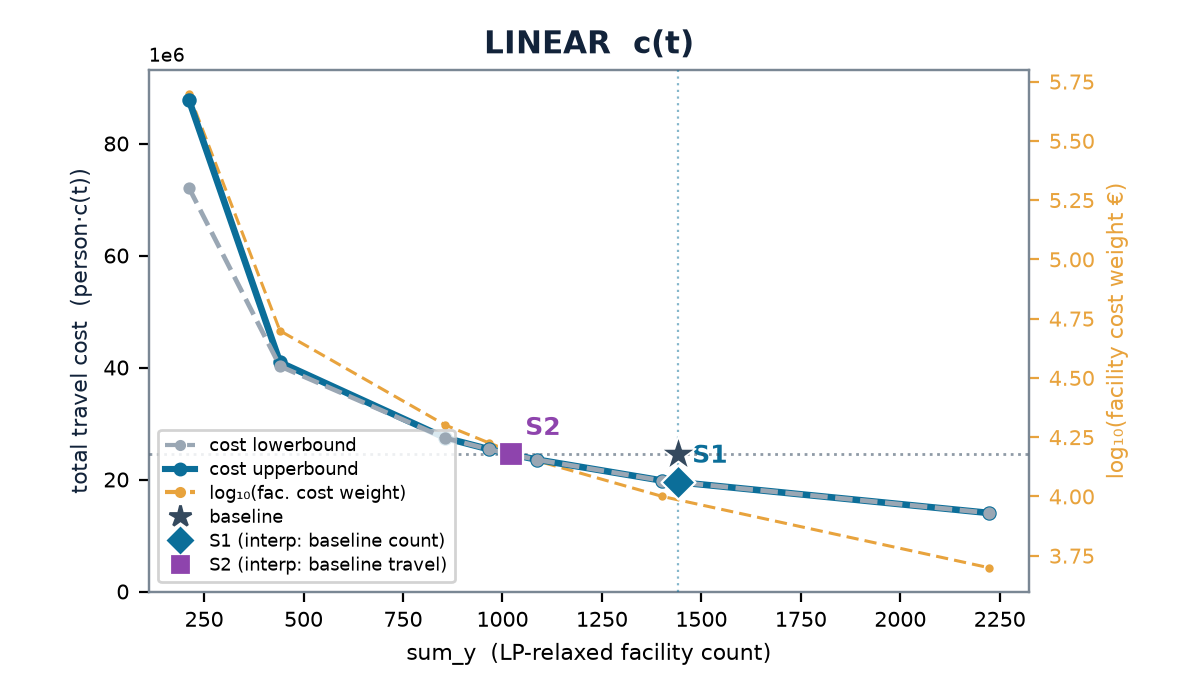 LINEAR  c(t)
1e6
total travel cost  (person·c(t))
80
60
40
20
0
5.75
5.50
5.25
5.00
4.75
4.50
4.25
4.00
3.75
log₁₀(facility cost weight €)
S2
S1
cost lowerbound
cost upperbound
log₁₀(fac. cost weight)
baseline
S1 (interp: baseline count)
S2 (interp: baseline travel)
250 500 750 1000 1250 1500 1750 2000 2250
sum_y  (LP-relaxed facility count)